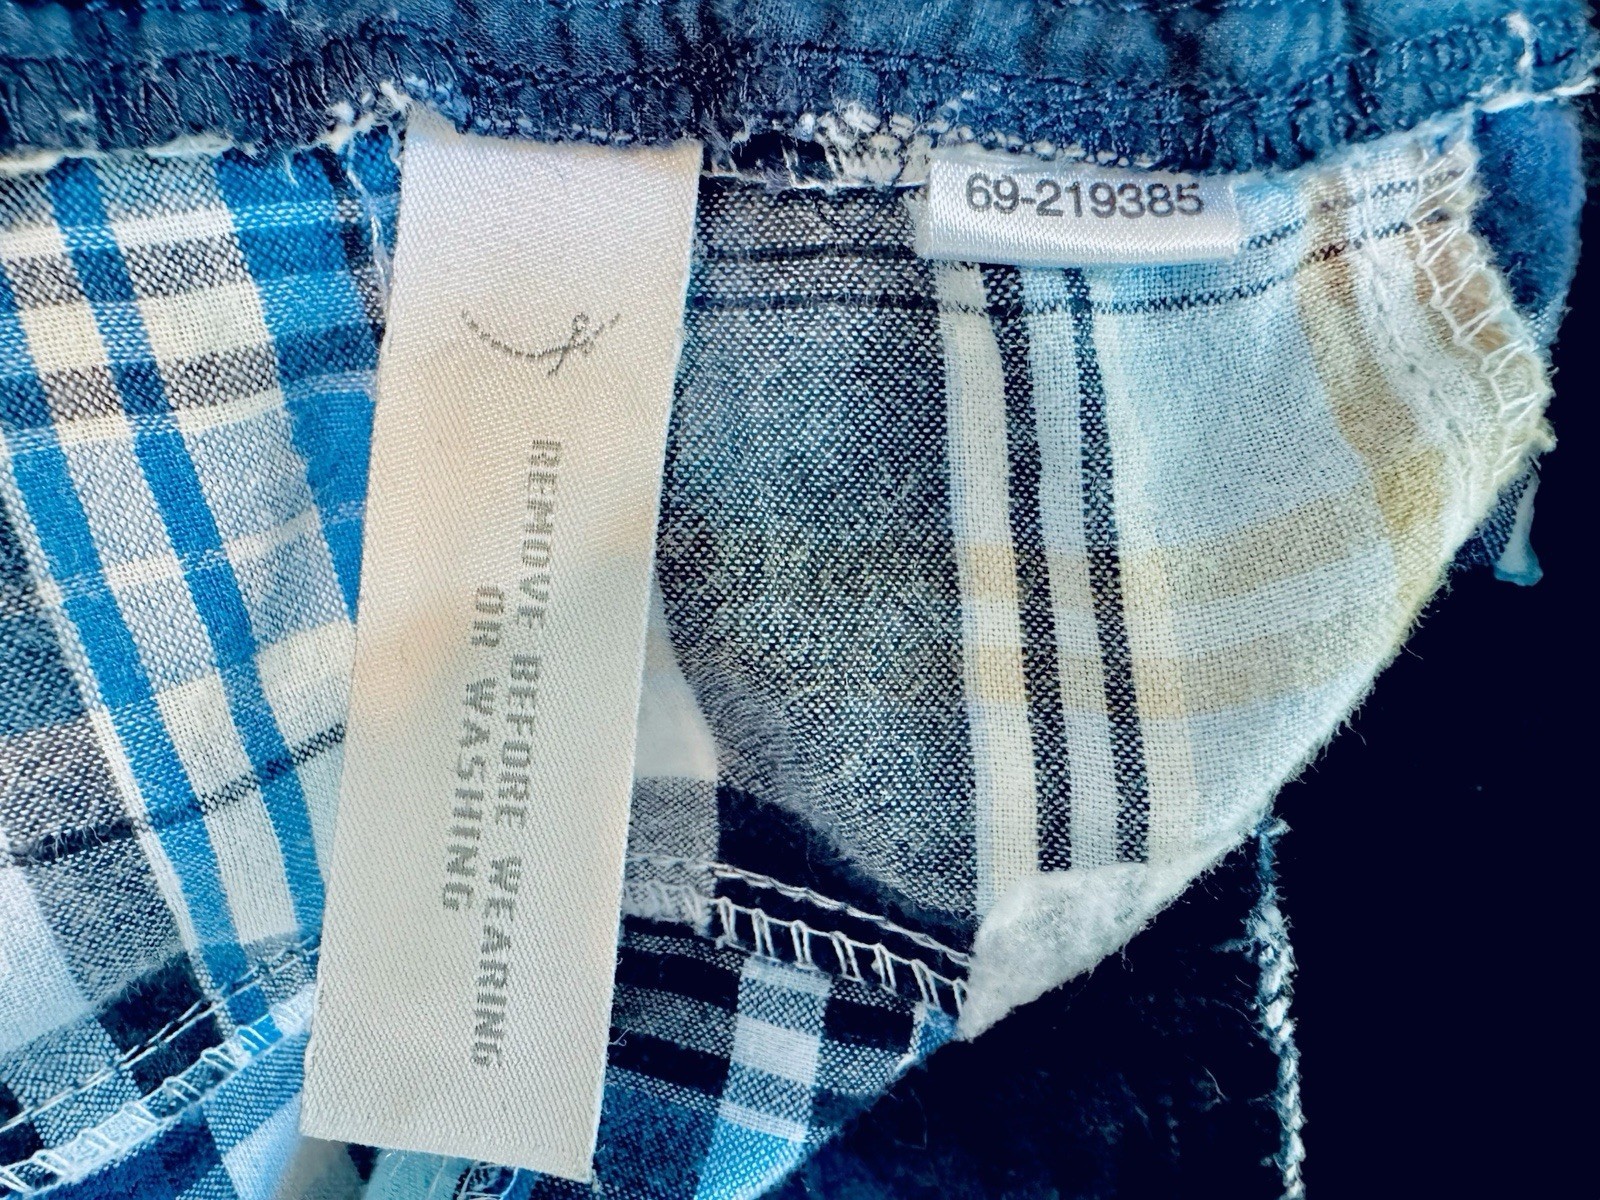 69-219385
REMOVE BEFORE WEARING
OR WASHING